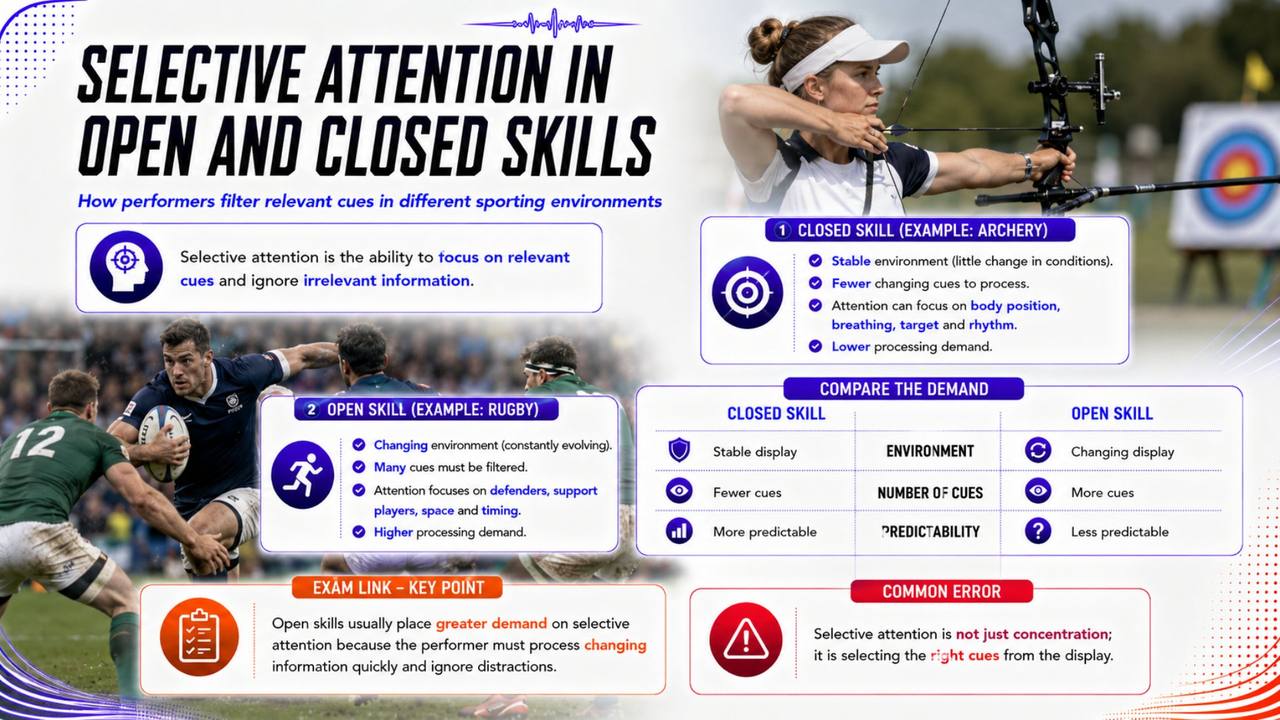 SELECTIVE ATTENTION IN
OPEN AND CLOSED SKILLS
How performers filter relevant cues in different sporting environments
Selective attention is the ability to focus on relevant
cues and ignore irrelevant information.
1 CLOSED SKILL (EXAMPLE: ARCHERY)
Stable environment (little change in conditions).
Fewer changing cues to process.
Attention can focus on body position,
breathing, target and rhythm.
Lower processing demand.
12
2 OPEN SKILL (EXAMPLE: RUGBY)
Changing environment (constantly evolving).
Many cues must be filtered.
Attention focuses on defenders, support
players, space and timing.
Higher processing demand.
COMPARE THE DEMAND
CLOSED SKILL OPEN SKILL
Stable display ENVIRONMENT Changing display
Fewer cues NUMBER OF CUES More cues
More predictable PREDICTABILITY ? Less predictable
EXAM LINK – KEY POINT
Open skills usually place greater demand on selective
attention because the performer must process changing
information quickly and ignore distractions.
COMMON ERROR
Selective attention is not just concentration;
it is selecting the right cues from the display.